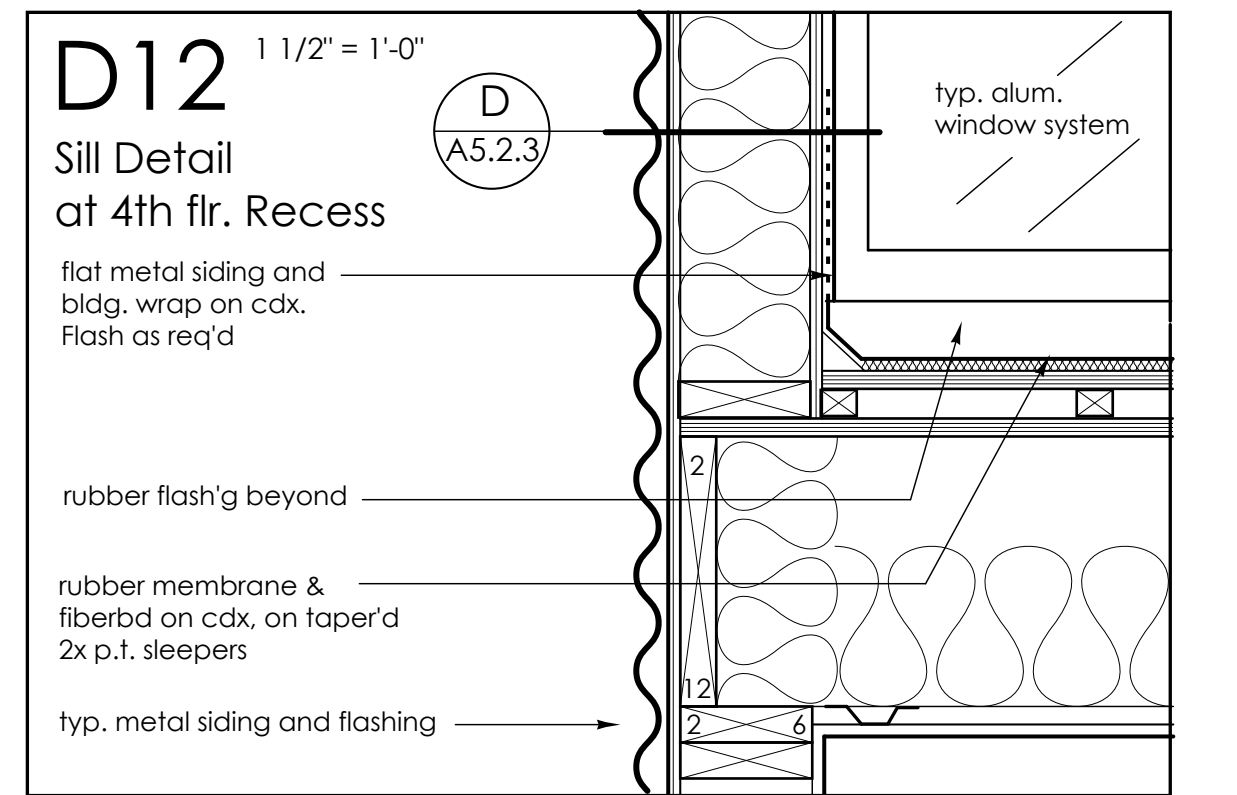 D12
1 1/2" = 1'-0"
Sill Detail
at 4th flr. Recess
D
A5.2.3
typ. alum.
window system
flat metal siding and
bldg. wrap on cdx.
Flash as req'd
rubber flash'g beyond
rubber membrane &
fiberbd on cdx, on taper'd
2x p.t. sleepers
typ. metal siding and flashing
2
12
2 6